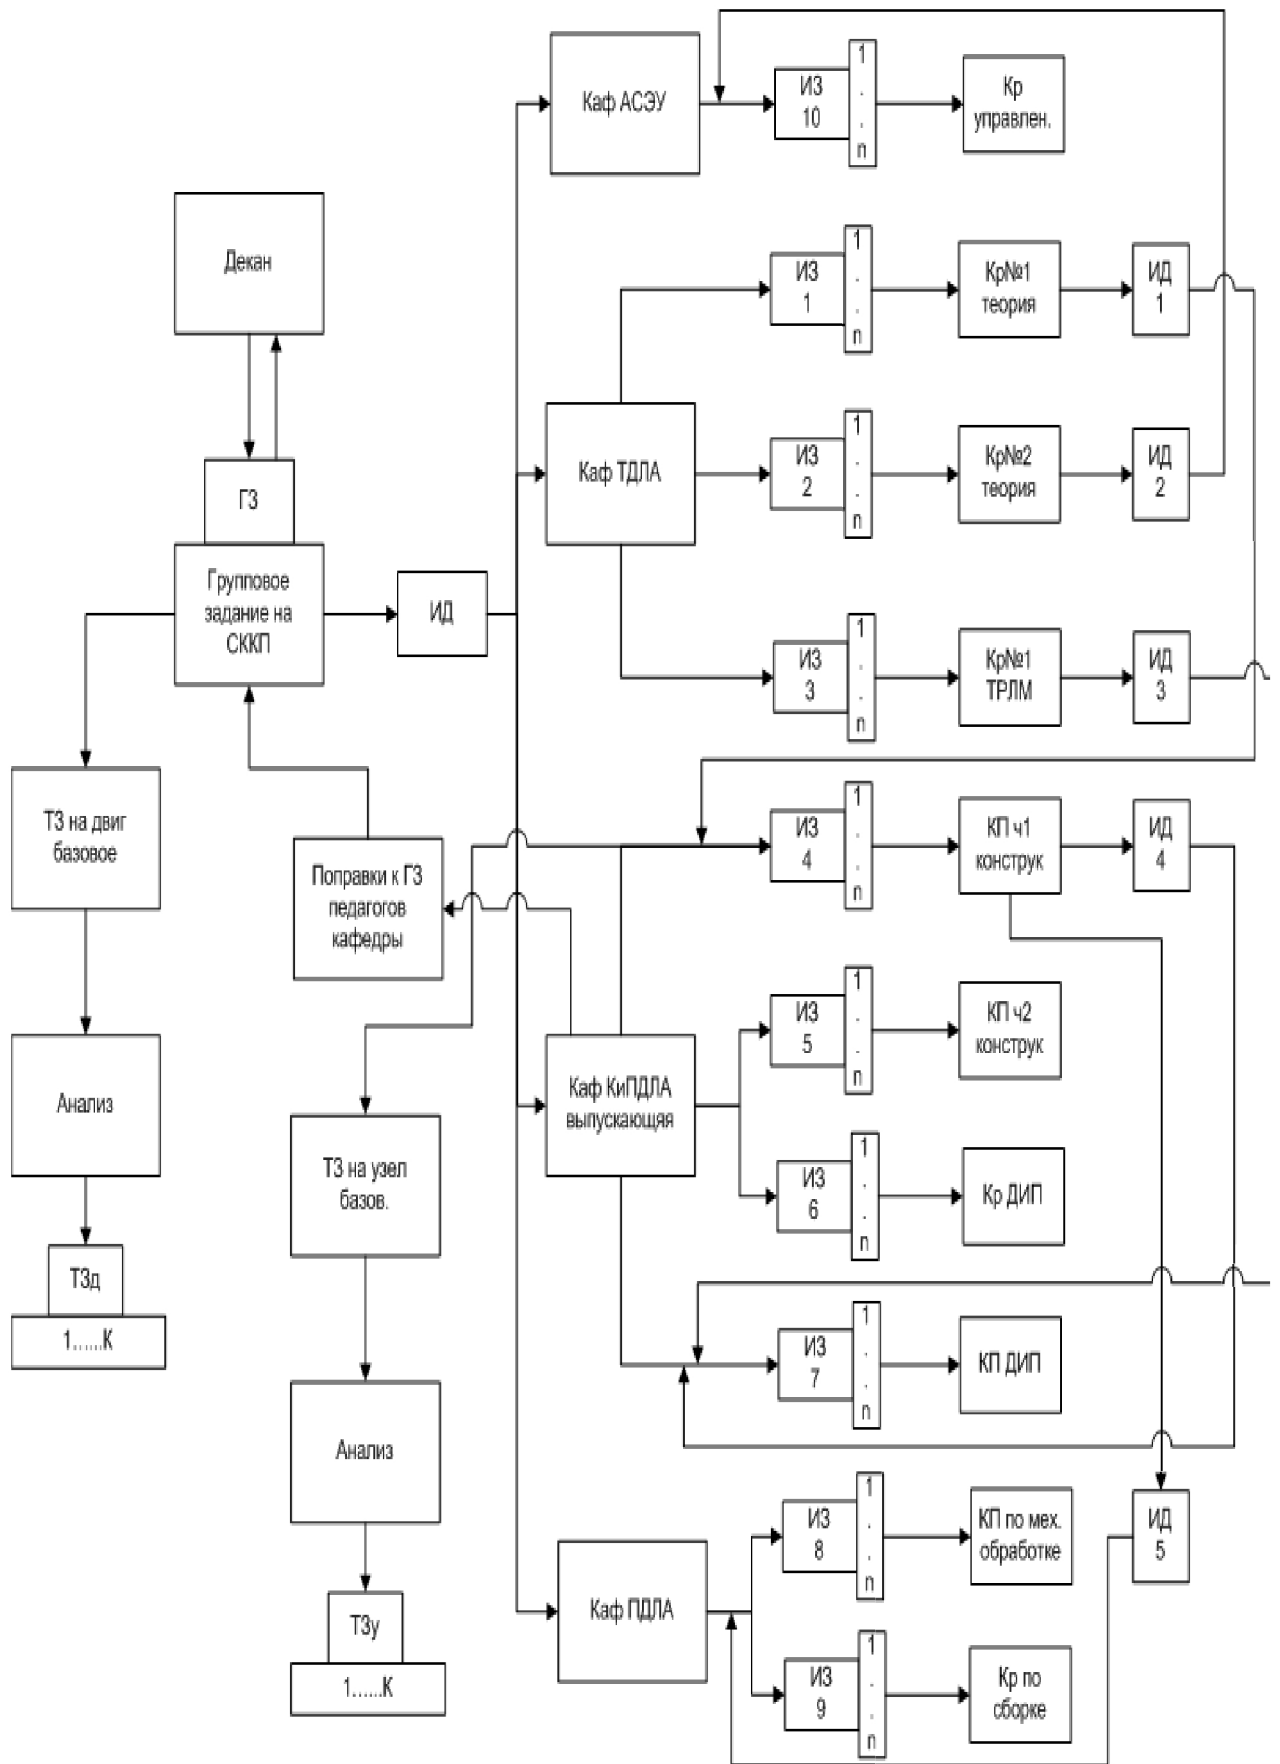 Каф АСЭУ
ИЗ
10
1
.
.
n
Кр
управлен.
Декан
ГЗ
Групповое
задание на
СККП
ИД
Каф ТДЛА
ИЗ
1
1
.
.
n
Кр№1
теория
ИД
1
ИЗ
2
1
.
.
n
Кр№2
теория
ИД
2
ИЗ
3
1
.
.
n
Кр№1
ТРЛМ
ИД
3
ТЗ на двиг
базовое
Анализ
ТЗд
1......К
Поправки к ГЗ
педагогов
кафедры
ТЗ на узел
базов.
Анализ
ТЗу
1......К
Каф КиПДЛА
выпускающяя
ИЗ
4
1
.
.
n
КП ч1
конструк
ИД
4
ИЗ
5
1
.
.
n
КП ч2
конструк
ИЗ
6
1
.
.
n
Кр ДИП
ИЗ
7
1
.
.
n
КП ДИП
Каф ПДЛА
ИЗ
8
1
.
.
n
КП по мех.
обработке
ИД
5
ИЗ
9
1
.
.
n
Кр по
сборке